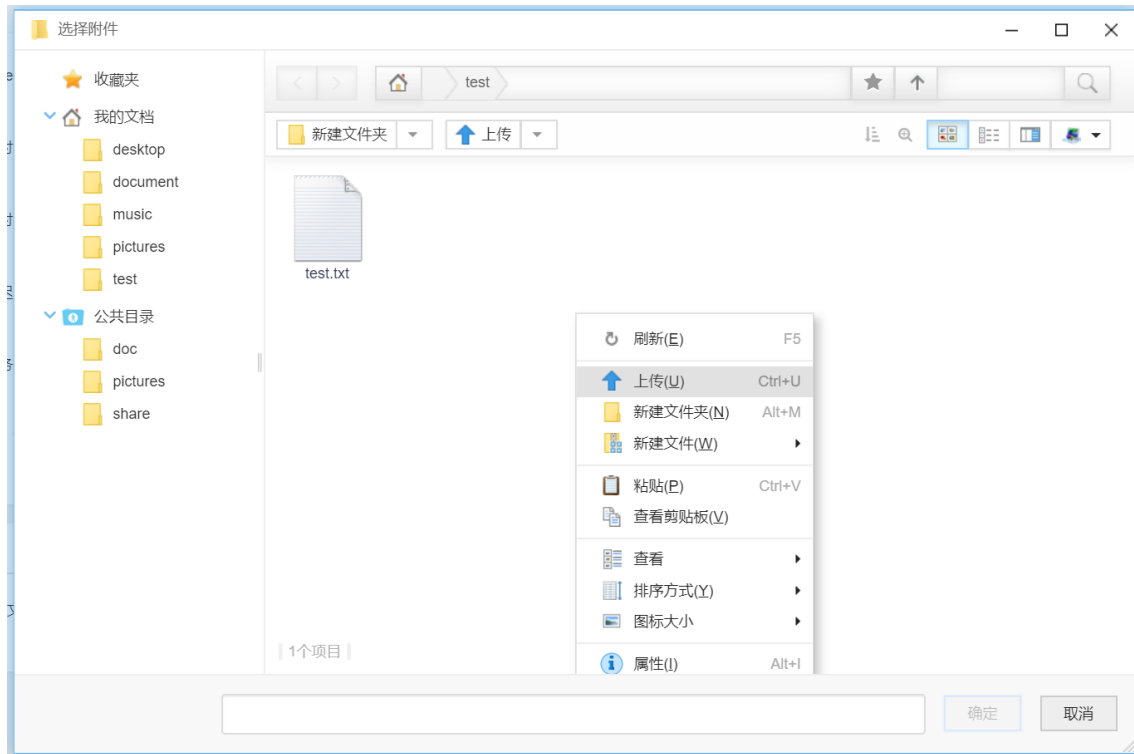 选择附件
收藏夹
我的文档
desktop
document
music
pictures
test
公共目录
doc
pictures
share
test
新建文件夹
上传
test.txt
刷新(E) F5
上传(U) Ctrl+U
新建文件夹(N) Alt+M
新建文件(W)
粘贴(P) Ctrl+V
查看剪贴板(V)
查看
排序方式(Y)
图标大小
属性(I) Alt+I
1个项目
确定
取消